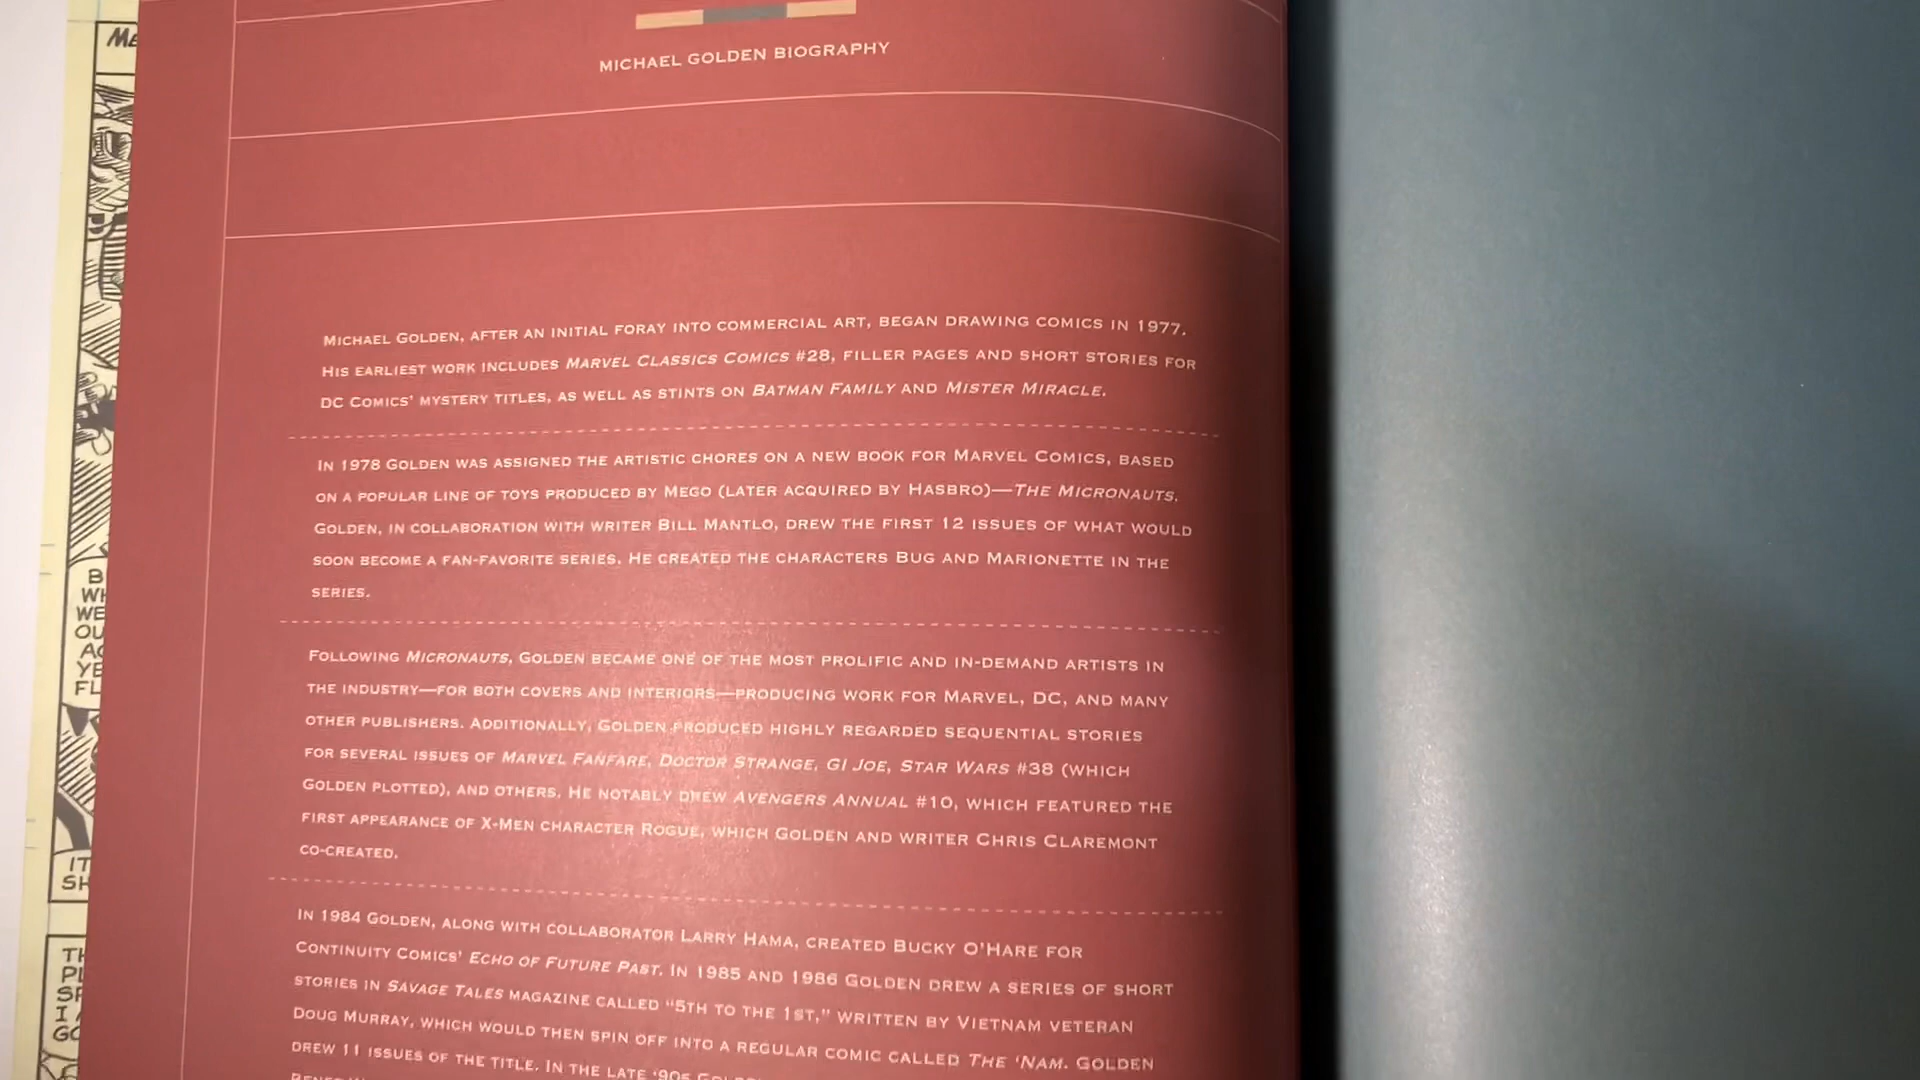 MICHAEL GOLDEN BIOGRAPHY
MICHAEL GOLDEN, AFTER AN INITIAL FORAY INTO COMMERCIAL ART, BEGAN DRAWING COMICS IN 1977.
HIS EARLIEST WORK INCLUDES MARVEL CLASSICS COMICS #28, FILLER PAGES AND SHORT STORIES FOR
DC COMICS' MYSTERY TITLES, AS WELL AS STINTS ON BATMAN FAMILY AND MISTER MIRACLE.
IN 1978 GOLDEN WAS ASSIGNED THE ARTISTIC CHORES ON A NEW BOOK FOR MARVEL COMICS, BASED
ON A POPULAR LINE OF TOYS PRODUCED BY MEGO (LATER ACQUIRED BY HASBRO)—THE MICRONAUTS.
GOLDEN, IN COLLABORATION WITH WRITER BILL MANTLO, DREW THE FIRST 12 ISSUES OF WHAT WOULD
SOON BECOME A FAN-FAVORITE SERIES. HE CREATED THE CHARACTERS BUG AND MARIONETTE IN THE
SERIES.
FOLLOWING MICRONAUTS, GOLDEN BECAME ONE OF THE MOST PROLIFIC AND IN-DEMAND ARTISTS IN
THE INDUSTRY—FOR BOTH COVERS AND INTERIORS—PRODUCING WORK FOR MARVEL, DC, AND MANY
OTHER PUBLISHERS. ADDITIONALLY, GOLDEN PRODUCED HIGHLY REGARDED SEQUENTIAL STORIES
FOR SEVERAL ISSUES OF MARVEL FANFARE, DOCTOR STRANGE, GI JOE, STAR WARS #38 (WHICH
GOLDEN PLOTTED), AND OTHERS. HE NOTABLY DREW AVENGERS ANNUAL #10, WHICH FEATURED THE
FIRST APPEARANCE OF X-MEN CHARACTER ROGUE, WHICH GOLDEN AND WRITER CHRIS CLAREMONT
CO-CREATED.
IN 1984 GOLDEN, ALONG WITH COLLABORATOR LARRY HAMA, CREATED BUCKY O'HARE FOR
CONTINUITY COMICS' ECHO OF FUTURE PAST. IN 1985 AND 1986 GOLDEN DREW A SERIES OF SHORT
STORIES IN SAVAGE TALES MAGAZINE CALLED "5TH TO THE 1ST," WRITTEN BY VIETNAM VETERAN
DOUG MURRAY, WHICH WOULD THEN SPIN OFF INTO A REGULAR COMIC CALLED THE 'NAM. GOLDEN
DREW 11 ISSUES OF THE TITLE. IN THE LATE '90S